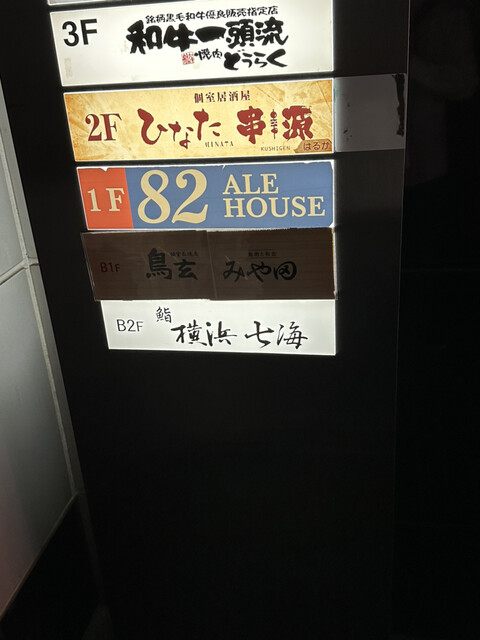 銘柄黒毛和牛優良販売指定店
3F 和牛一頭流
焼肉 どうらく
個室居酒屋
2F ひなた 串源
HINATA KUSHIGEN はるか
1F 82 ALE HOUSE
B1F 鳥玄 みや田
B2F 鮨 横浜 七海